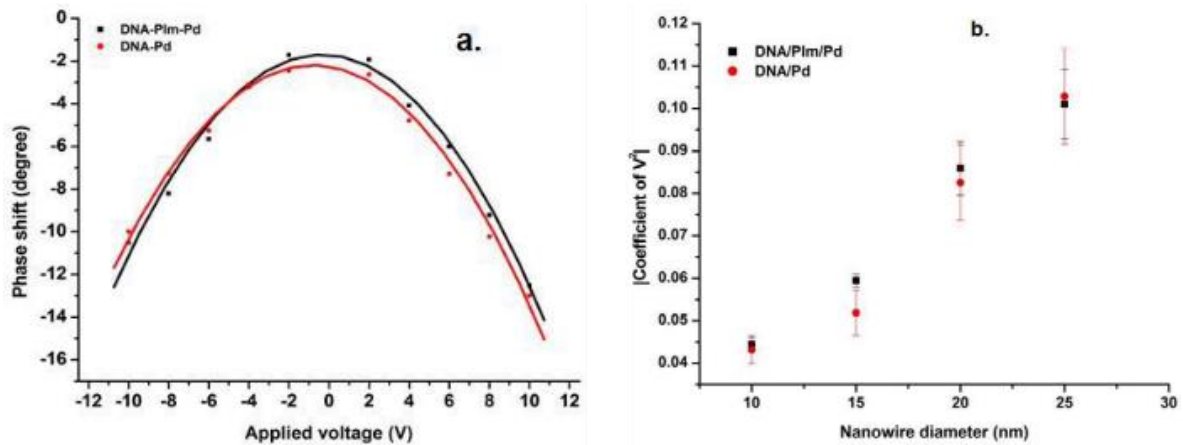 a.
DNA-PIm-Pd
DNA-Pd
0
-2
-4
-6
-8
-10
-12
-14
-16
Phase shift (degree)
-12 -10 -8 -6 -4 -2 0 2 4 6 8 10 12
Applied voltage (V)
b.
DNA/PIm/Pd
DNA/Pd
0.12
0.11
0.10
0.09
0.08
0.07
0.06
0.05
0.04
|Coefficient of V²|
10 15 20 25 30
Nanowire diameter (nm)